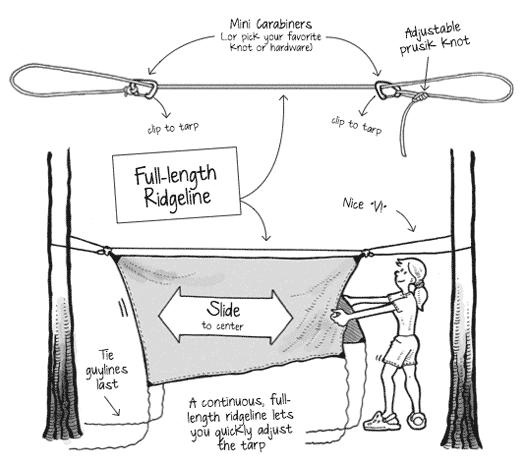 Mini Carabiners
(..or pick your favorite
Knot or hardware)
Adjustable
prusik Knot
clip to tarp
clip to tarp
Full-length
Ridgeline
Nice "V!"
Slide
to center
Tie
guylines
last
A continuous, full-
length ridgeline lets
you quickly adjust
the tarp